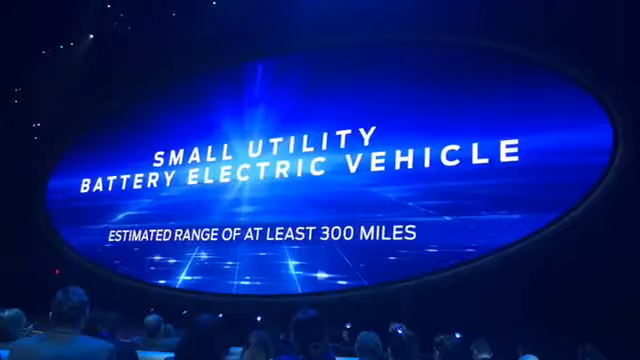 SMALL UTILITY
BATTERY ELECTRIC VEHICLE
ESTIMATED RANGE OF AT LEAST 300 MILES